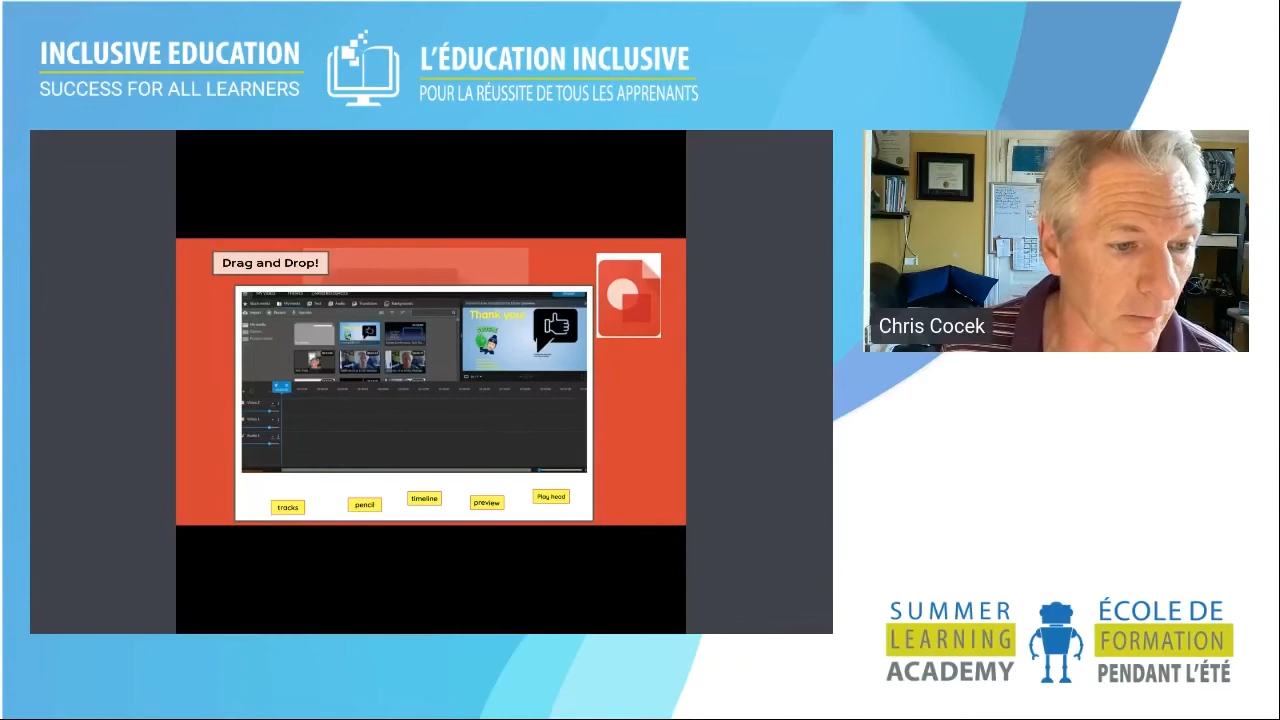 INCLUSIVE EDUCATION
SUCCESS FOR ALL LEARNERS
L'ÉDUCATION INCLUSIVE
POUR LA RÉUSSITE DE TOUS LES APPRENANTS
Drag and Drop!
Thank you!
tracks
pencil
timeline
preview
Play head
Chris Cocek
SUMMER
LEARNING
ACADEMY
ÉCOLE DE
FORMATION
PENDANT L'ÉTÉ